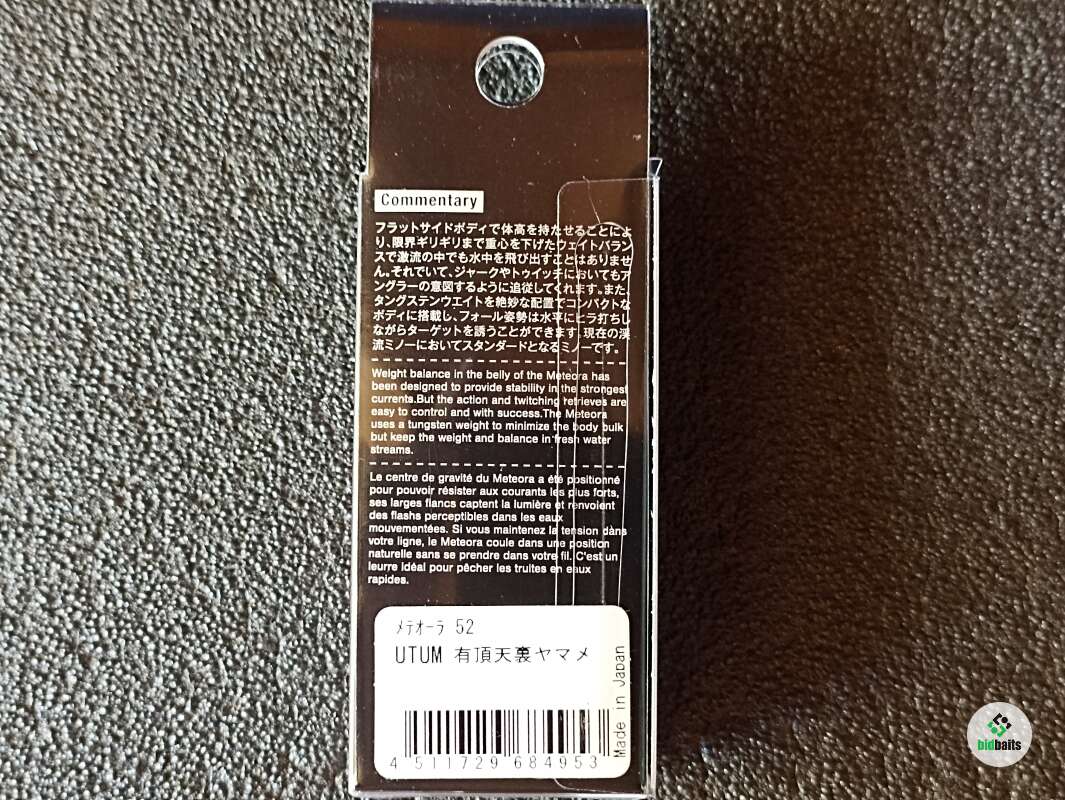 Commentary
フラットサイドボディで体高を持たせることによ
り、限界ギリギリまで重心を下げたウェイトバラン
スで激流の中でも水中を飛び出すことはありませ
ん。それでいて、ジャークやトゥイッチにおいてもア
ングラーの意図するように追従してくれます。また、
タングステンウエイトを絶妙な配置でコンパクトな
ボディに搭載し、フォール姿勢は水平にヒラ打ちし
ながらターゲットを誘うことができます。現在の渓
流ミノーにおいてスタンダードとなるミノーです。
Weight balance in the belly of the Meteora has
been designed to provide stability in the strongest
currents.But the action and twitching retrieves are
easy to control and with success.The Meteora
uses a tungsten weight to minimize the body bulk
but keep the weight and balance in fresh water
streams.
Le centre de gravité du Meteora a été positionné
pour pouvoir résister aux courants les plus forts,
ses larges flancs captent la lumière et renvoient
des flashs perceptibles dans les eaux
mouvementées. Si vous maintenez la tension dans
votre ligne, le Meteora coule dans une position
naturelle sans se prendre dans votre fil. C'est un
leurre idéal pour pêcher les truites en eaux
rapides.
ﾒﾃｵｰﾗ 52
UTUM 有頂天裏ヤマメ
Made in Japan
4 511729 684953
bidbaits